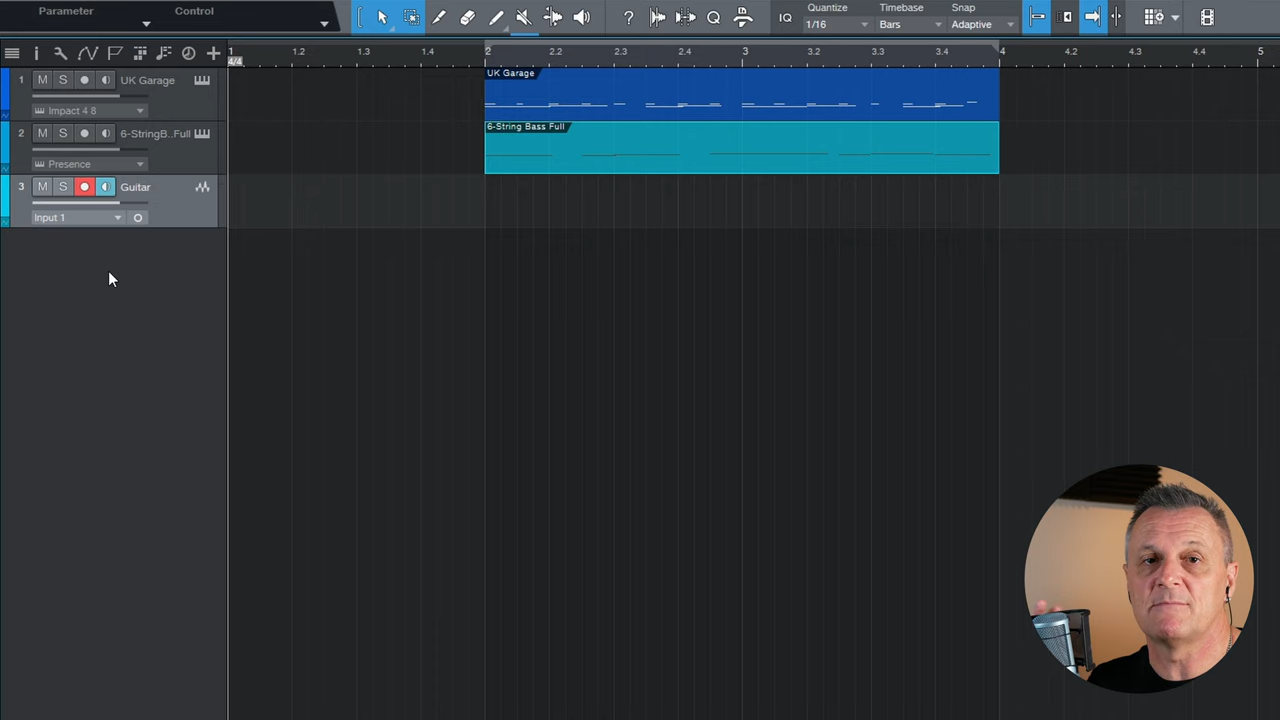 Parameter Control
IQ Quantize Timebase Snap
1/16 Bars Adaptive
1 1.2 1.3 1.4 2 2.2 2.3 2.4 3 3.2 3.3 3.4 4 4.2 4.3 4.4 5
4/4
1 M S UK Garage
Impact 4 8
UK Garage
2 M S 6-StringB..Full
Presence
6-String Bass Full
3 M S Guitar
Input 1